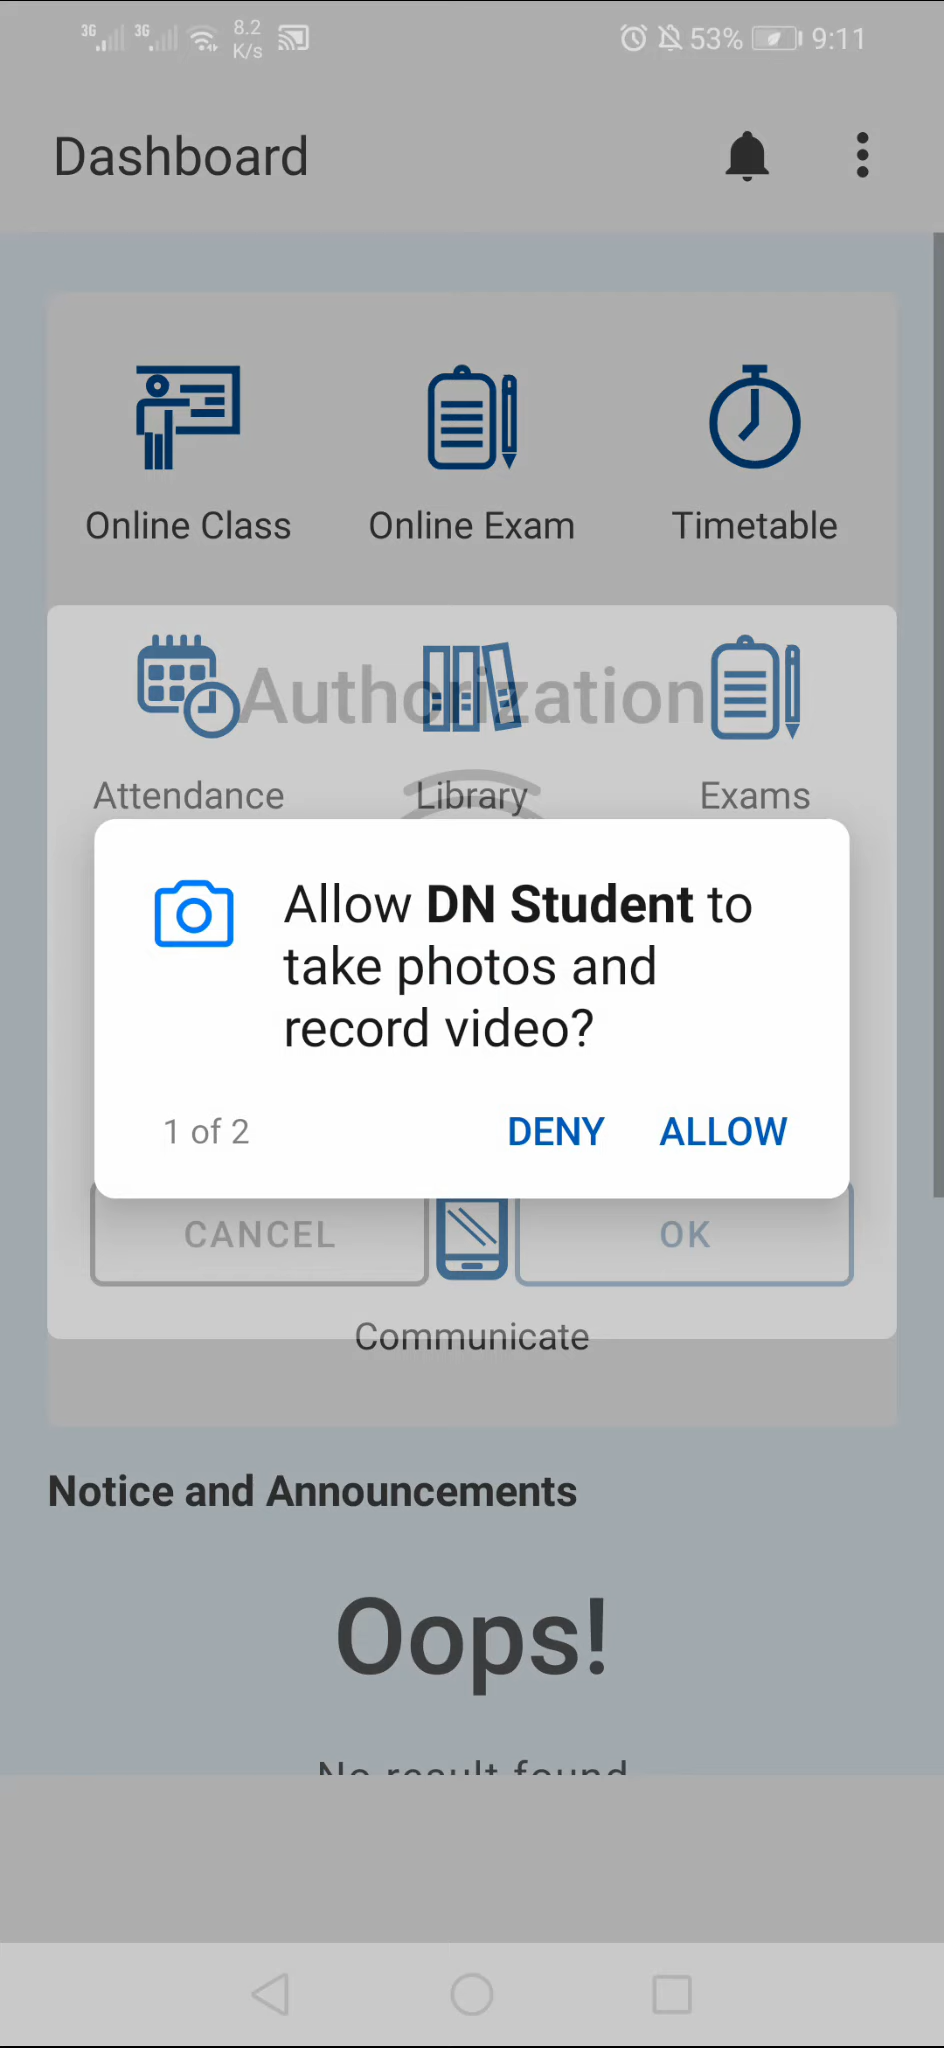 3G 3G 8.2 K/s 53% 9:11
Dashboard
Online Class Online Exam Timetable
Authorization
Attendance Library Exams
Allow DN Student to
take photos and
record video?
1 of 2 DENY ALLOW
CANCEL OK
Communicate
Notice and Announcements
Oops!
No result found